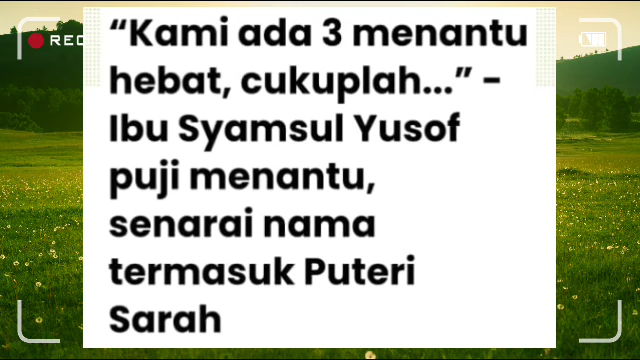 REC
“Kami ada 3 menantu
hebat, cukuplah...” -
Ibu Syamsul Yusof
puji menantu,
senarai nama
termasuk Puteri
Sarah